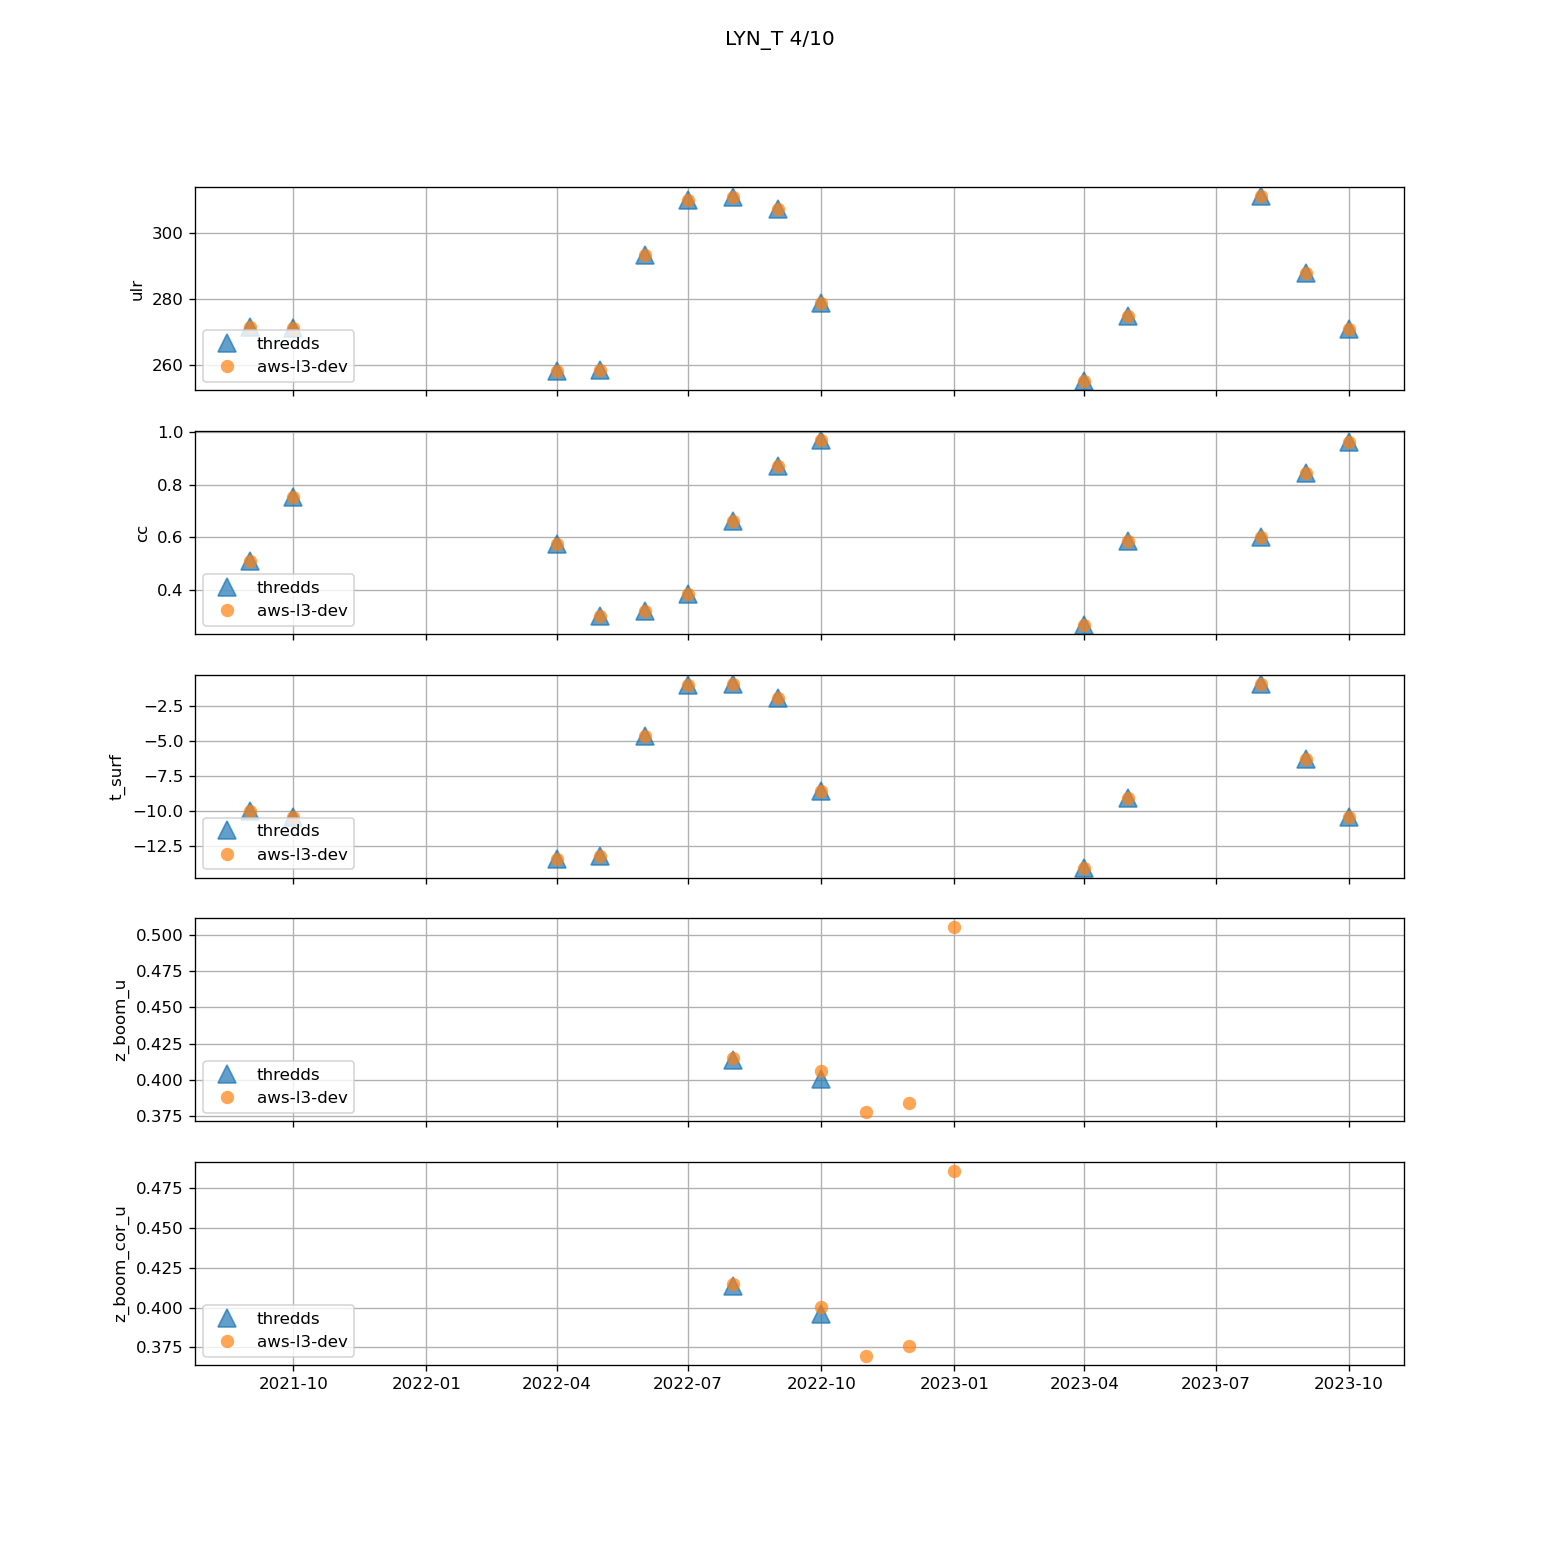 LYN_T 4/10
ulr
300
280
260
thredds
aws-l3-dev
cc
1.0
0.8
0.6
0.4
thredds
aws-l3-dev
t_surf
−2.5
−5.0
−7.5
−10.0
−12.5
thredds
aws-l3-dev
z_boom_u
0.500
0.475
0.450
0.425
0.400
0.375
thredds
aws-l3-dev
z_boom_cor_u
0.475
0.450
0.425
0.400
0.375
thredds
aws-l3-dev
2021-10 2022-01 2022-04 2022-07 2022-10 2023-01 2023-04 2023-07 2023-10